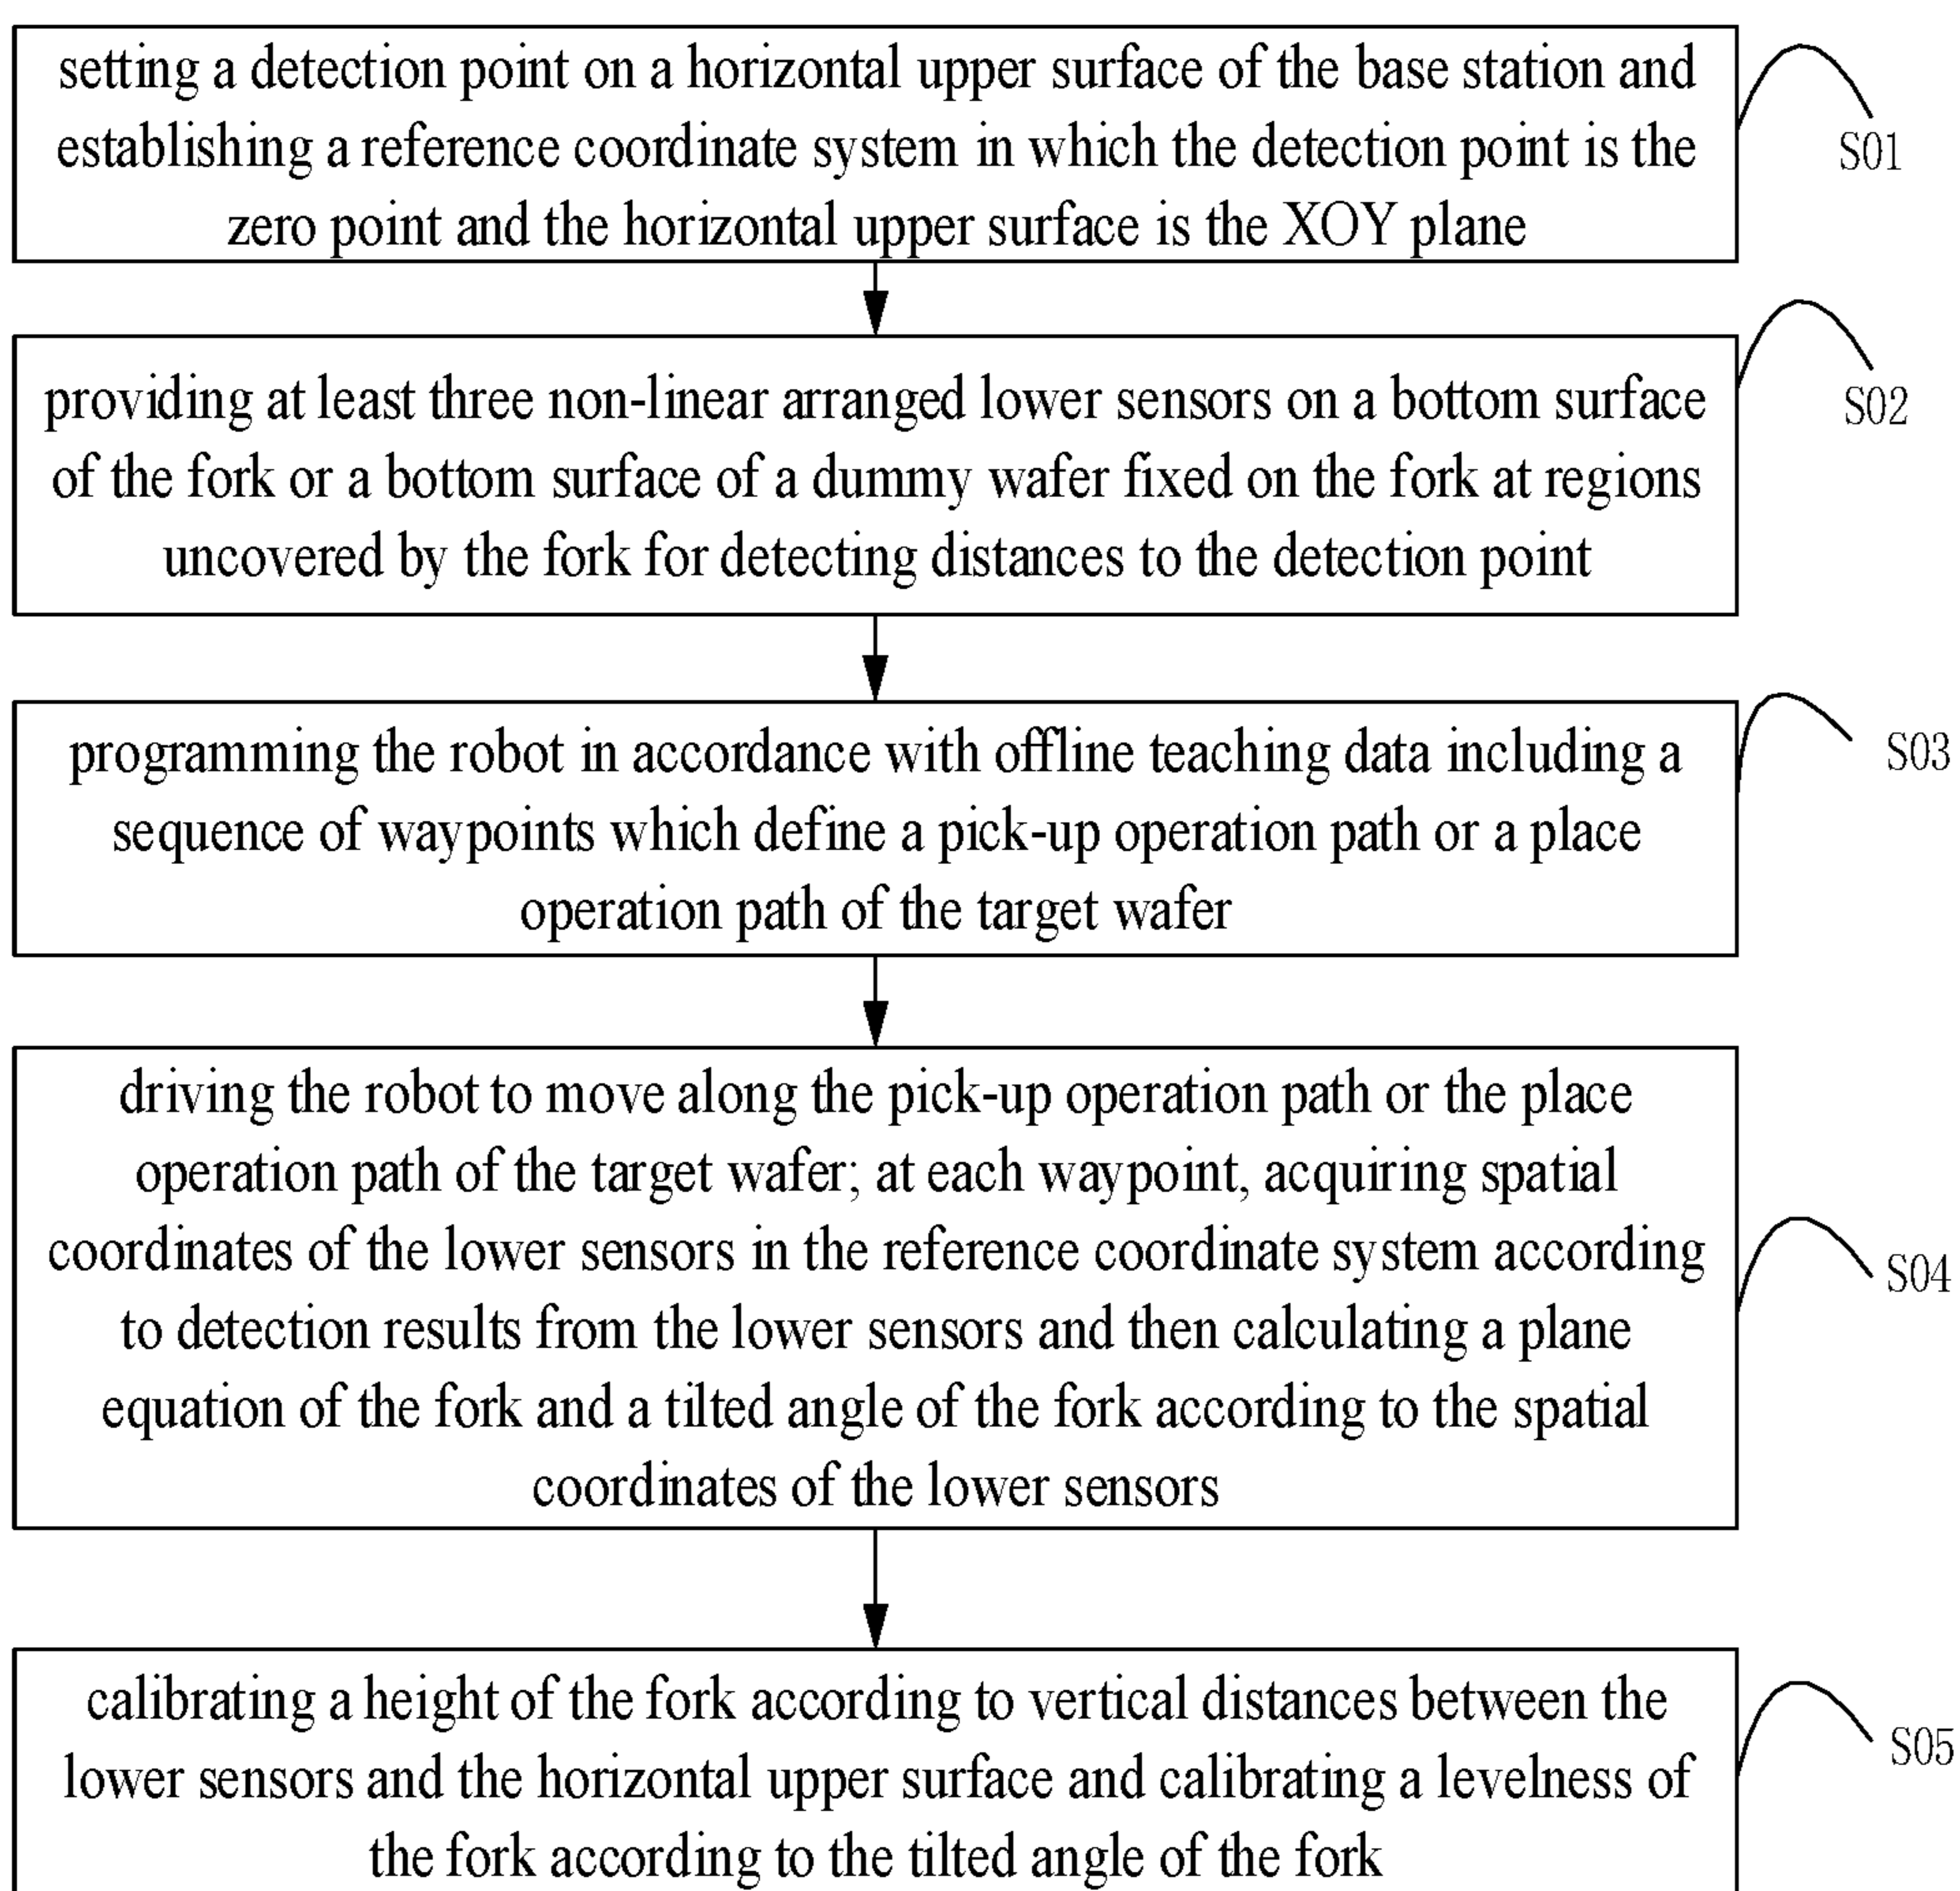 setting a detection point on a horizontal upper surface of the base station and
establishing a reference coordinate system in which the detection point is the
zero point and the horizontal upper surface is the XOY plane
S01
providing at least three non-linear arranged lower sensors on a bottom surface
of the fork or a bottom surface of a dummy wafer fixed on the fork at regions
uncovered by the fork for detecting distances to the detection point
S02
programming the robot in accordance with offline teaching data including a
sequence of waypoints which define a pick-up operation path or a place
operation path of the target wafer
S03
driving the robot to move along the pick-up operation path or the place
operation path of the target wafer; at each waypoint, acquiring spatial
coordinates of the lower sensors in the reference coordinate system according
to detection results from the lower sensors and then calculating a plane
equation of the fork and a tilted angle of the fork according to the spatial
coordinates of the lower sensors
S04
calibrating a height of the fork according to vertical distances between the
lower sensors and the horizontal upper surface and calibrating a levelness of
the fork according to the tilted angle of the fork
S05